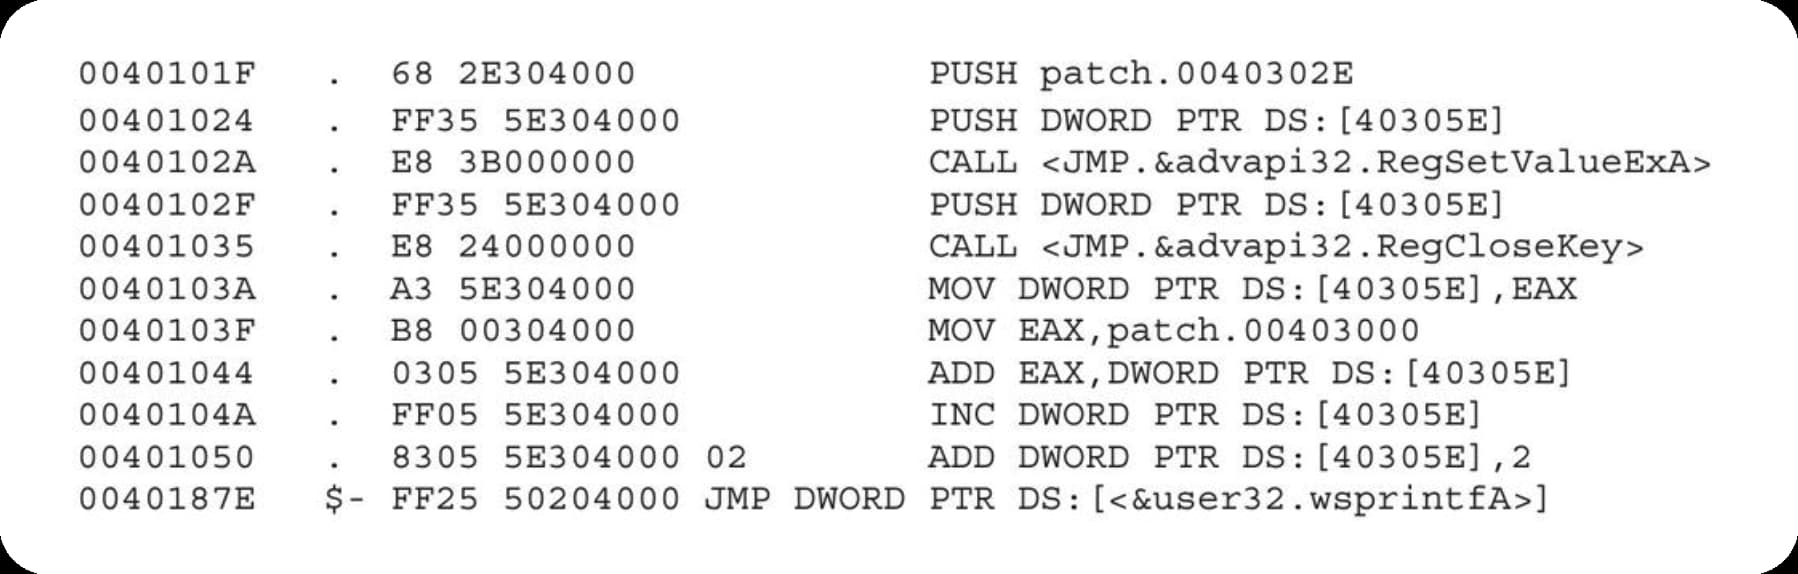 0040101F . 68 2E304000 PUSH patch.0040302E
00401024 . FF35 5E304000 PUSH DWORD PTR DS:[40305E]
0040102A . E8 3B000000 CALL <JMP.&advapi32.RegSetValueExA>
0040102F . FF35 5E304000 PUSH DWORD PTR DS:[40305E]
00401035 . E8 24000000 CALL <JMP.&advapi32.RegCloseKey>
0040103A . A3 5E304000 MOV DWORD PTR DS:[40305E],EAX
0040103F . B8 00304000 MOV EAX,patch.00403000
00401044 . 0305 5E304000 ADD EAX,DWORD PTR DS:[40305E]
0040104A . FF05 5E304000 INC DWORD PTR DS:[40305E]
00401050 . 8305 5E304000 02 ADD DWORD PTR DS:[40305E],2
0040187E $- FF25 50204000 JMP DWORD PTR DS:[<&user32.wsprintfA>]